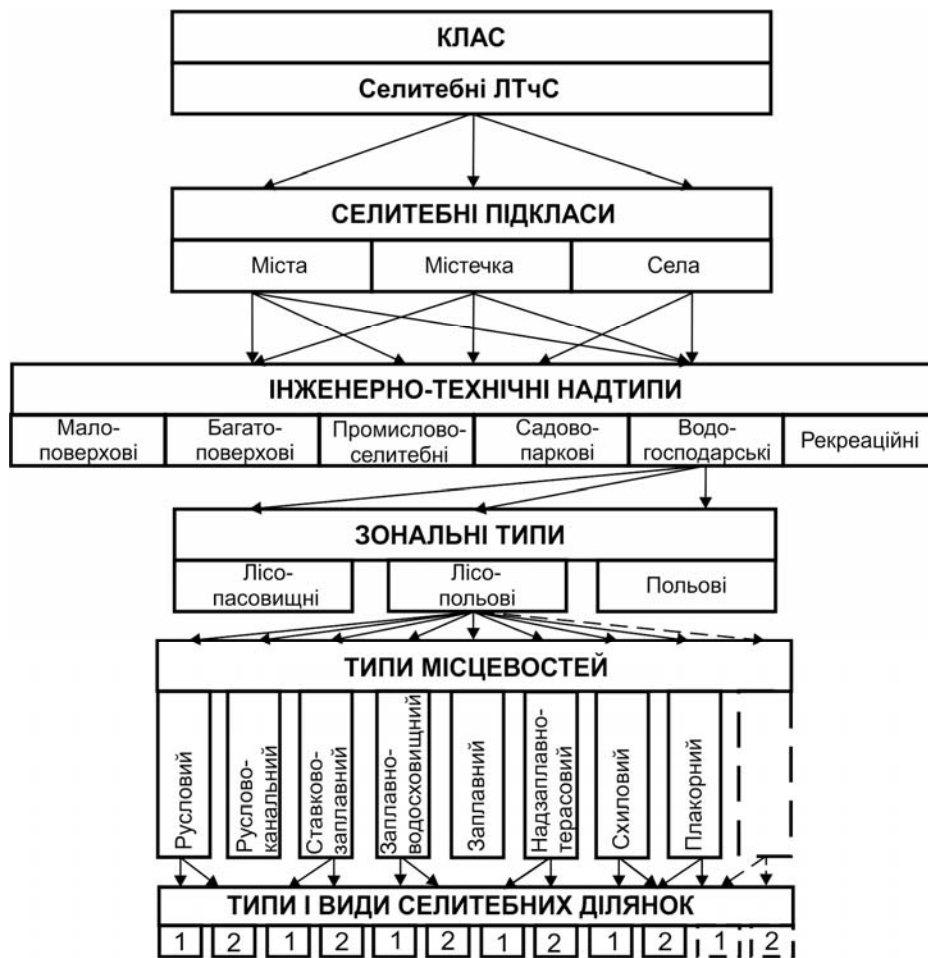 КЛАС
Селитебні ЛТчС
СЕЛИТЕБНІ ПІДКЛАСИ
Міста
Містечка
Села
ІНЖЕНЕРНО-ТЕХНІЧНІ НАДТИПИ
Мало-
поверхові
Багато-
поверхові
Промислово-
селитебні
Садово-
паркові
Водо-
господарські
Рекреаційні
ЗОНАЛЬНІ ТИПИ
Лісо-
пасовищні
Лісо-
польові
Польові
ТИПИ МІСЦЕВОСТЕЙ
Русловий
Руслово-
канальний
Ставково-
заплавний
Заплавно-
водосховищний
Заплавний
Надзаплавно-
терасовий
Схиловий
Плакорний
ТИПИ І ВИДИ СЕЛИТЕБНИХ ДІЛЯНОК
1 2 1 2 1 2 1 2 1 2 1 2